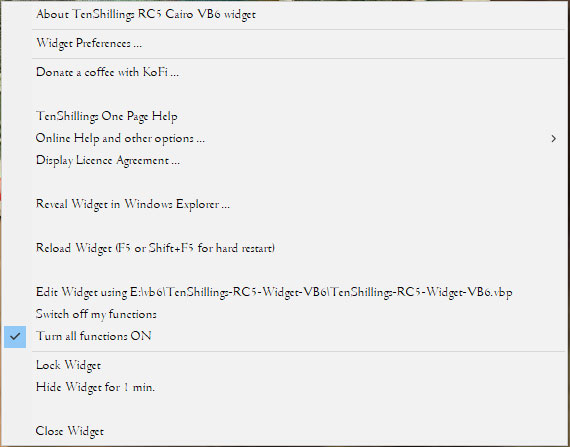 About TenShillings RC5 Cairo VB6 widget
Widget Preferences ...
Donate a coffee with KoFi ...
TenShillings One Page Help
Online Help and other options ...
Display Licence Agreement ...
Reveal Widget in Windows Explorer ...
Reload Widget (F5 or Shift+F5 for hard restart)
Edit Widget using E:\vb6\TenShillings-RC5-Widget-VB6\TenShillings-RC5-Widget-VB6.vbp
Switch off my functions
Turn all functions ON
Lock Widget
Hide Widget for 1 min.
Close Widget